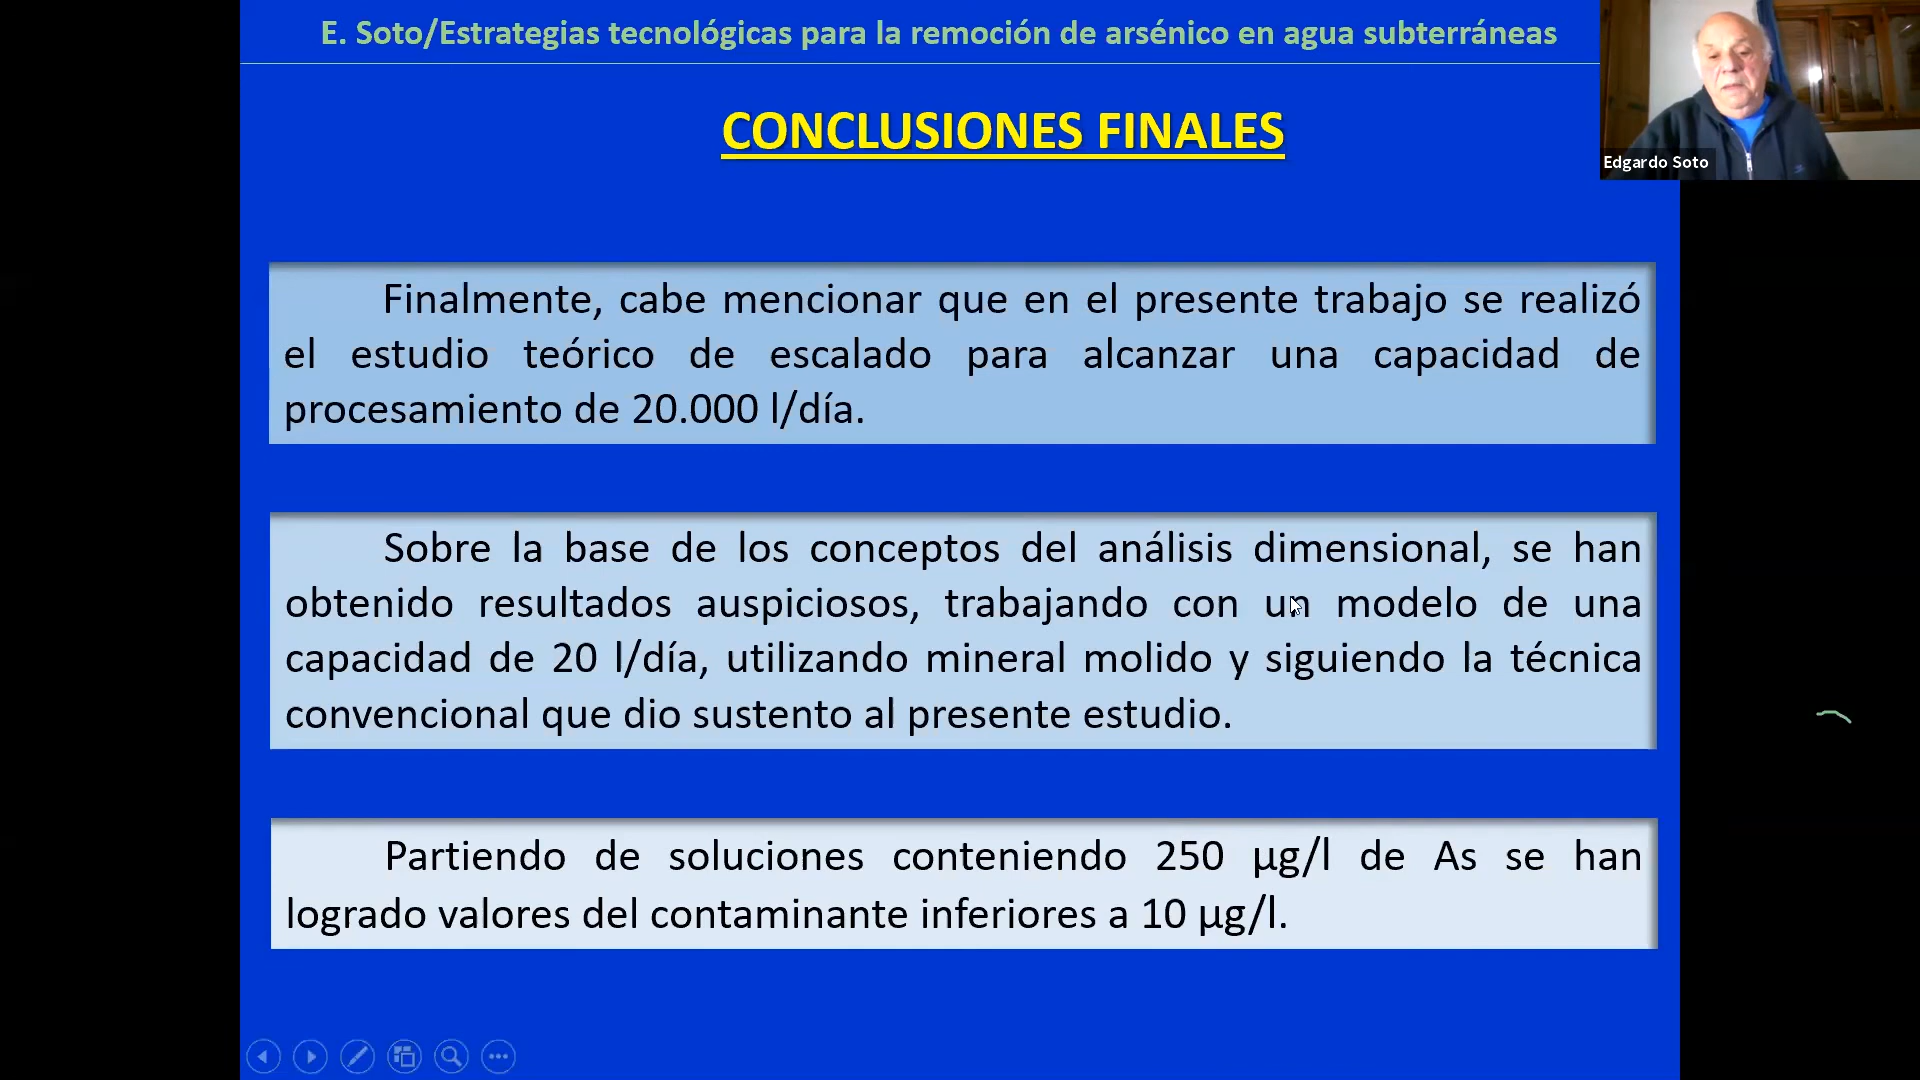 E. Soto/Estrategias tecnológicas para la remoción de arsénico en agua subterráneas
CONCLUSIONES FINALES
Edgardo Soto
Finalmente, cabe mencionar que en el presente trabajo se realizó
el estudio teórico de escalado para alcanzar una capacidad de
procesamiento de 20.000 l/día.
Sobre la base de los conceptos del análisis dimensional, se han
obtenido resultados auspiciosos, trabajando con un modelo de una
capacidad de 20 l/día, utilizando mineral molido y siguiendo la técnica
convencional que dio sustento al presente estudio.
Partiendo de soluciones conteniendo 250 µg/l de As se han
logrado valores del contaminante inferiores a 10 µg/l.